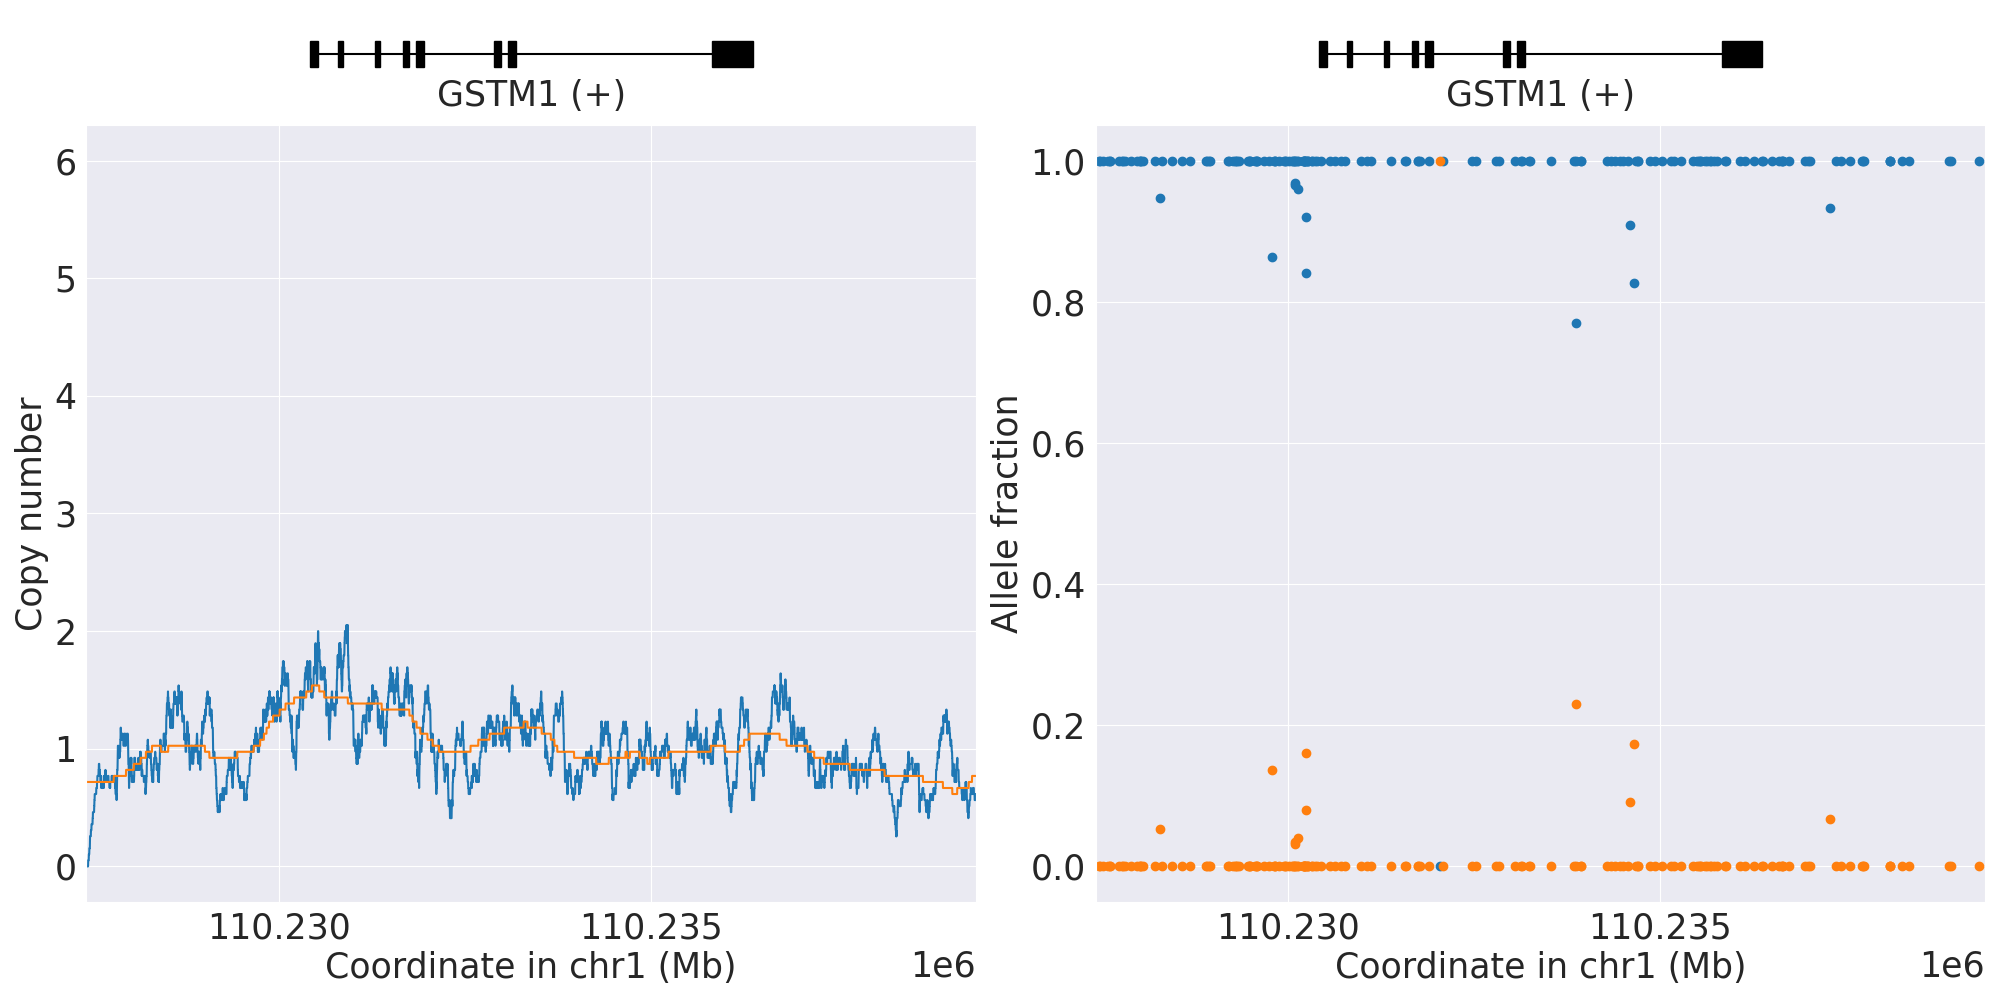 GSTM1 (+)
GSTM1 (+)
Copy number
6
5
4
3
2
1
0
110.230
110.235
Coordinate in chr1 (Mb)
1e6
Allele fraction
1.0
0.8
0.6
0.4
0.2
0.0
110.230
110.235
Coordinate in chr1 (Mb)
1e6